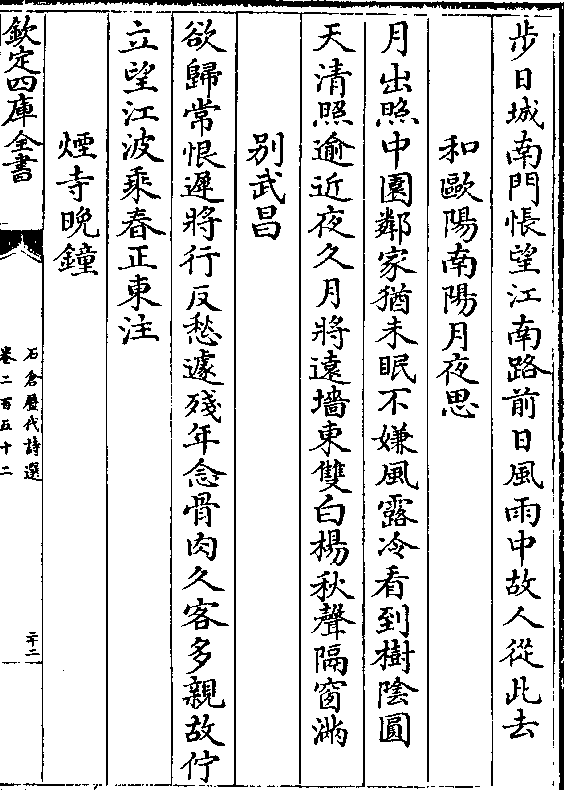 步日城南門悵望江南路前日風雨中故人從此去
和歐陽南陽月夜思
月出照中園鄰家猶未眠不嫌風露冷看到樹陰圓
天清照逾近夜久月將遠墻東雙白楊秋聲隔窗滿
别武昌
欲歸常恨遲將行反愁遽殘年念骨肉久客多親故佇
立望江波乘春正東注
煙寺晚鐘
欽定四庫全書
石倉歷代詩選
卷二百五十二
二十二